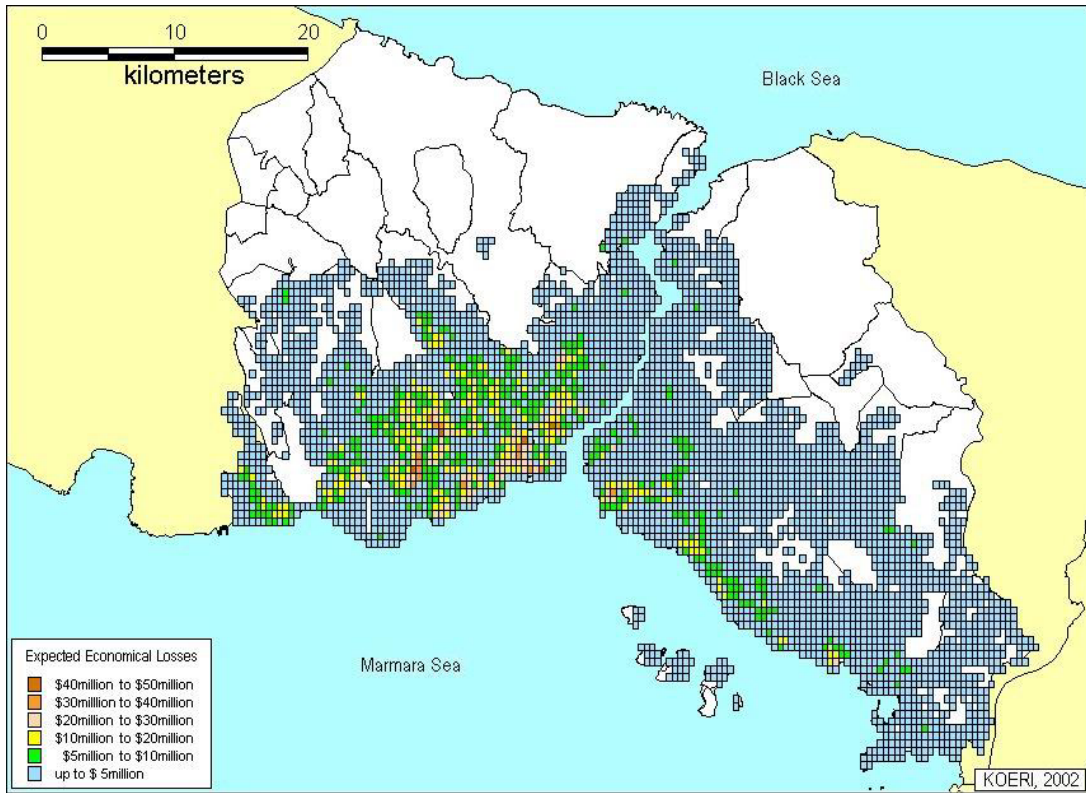 0 10 20
kilometers
Black Sea
Marmara Sea
Expected Economical Losses
$40million to $50million
$30million to $40million
$20million to $30million
$10million to $20million
$5million to $10million
up to $ 5million
KOERI, 2002